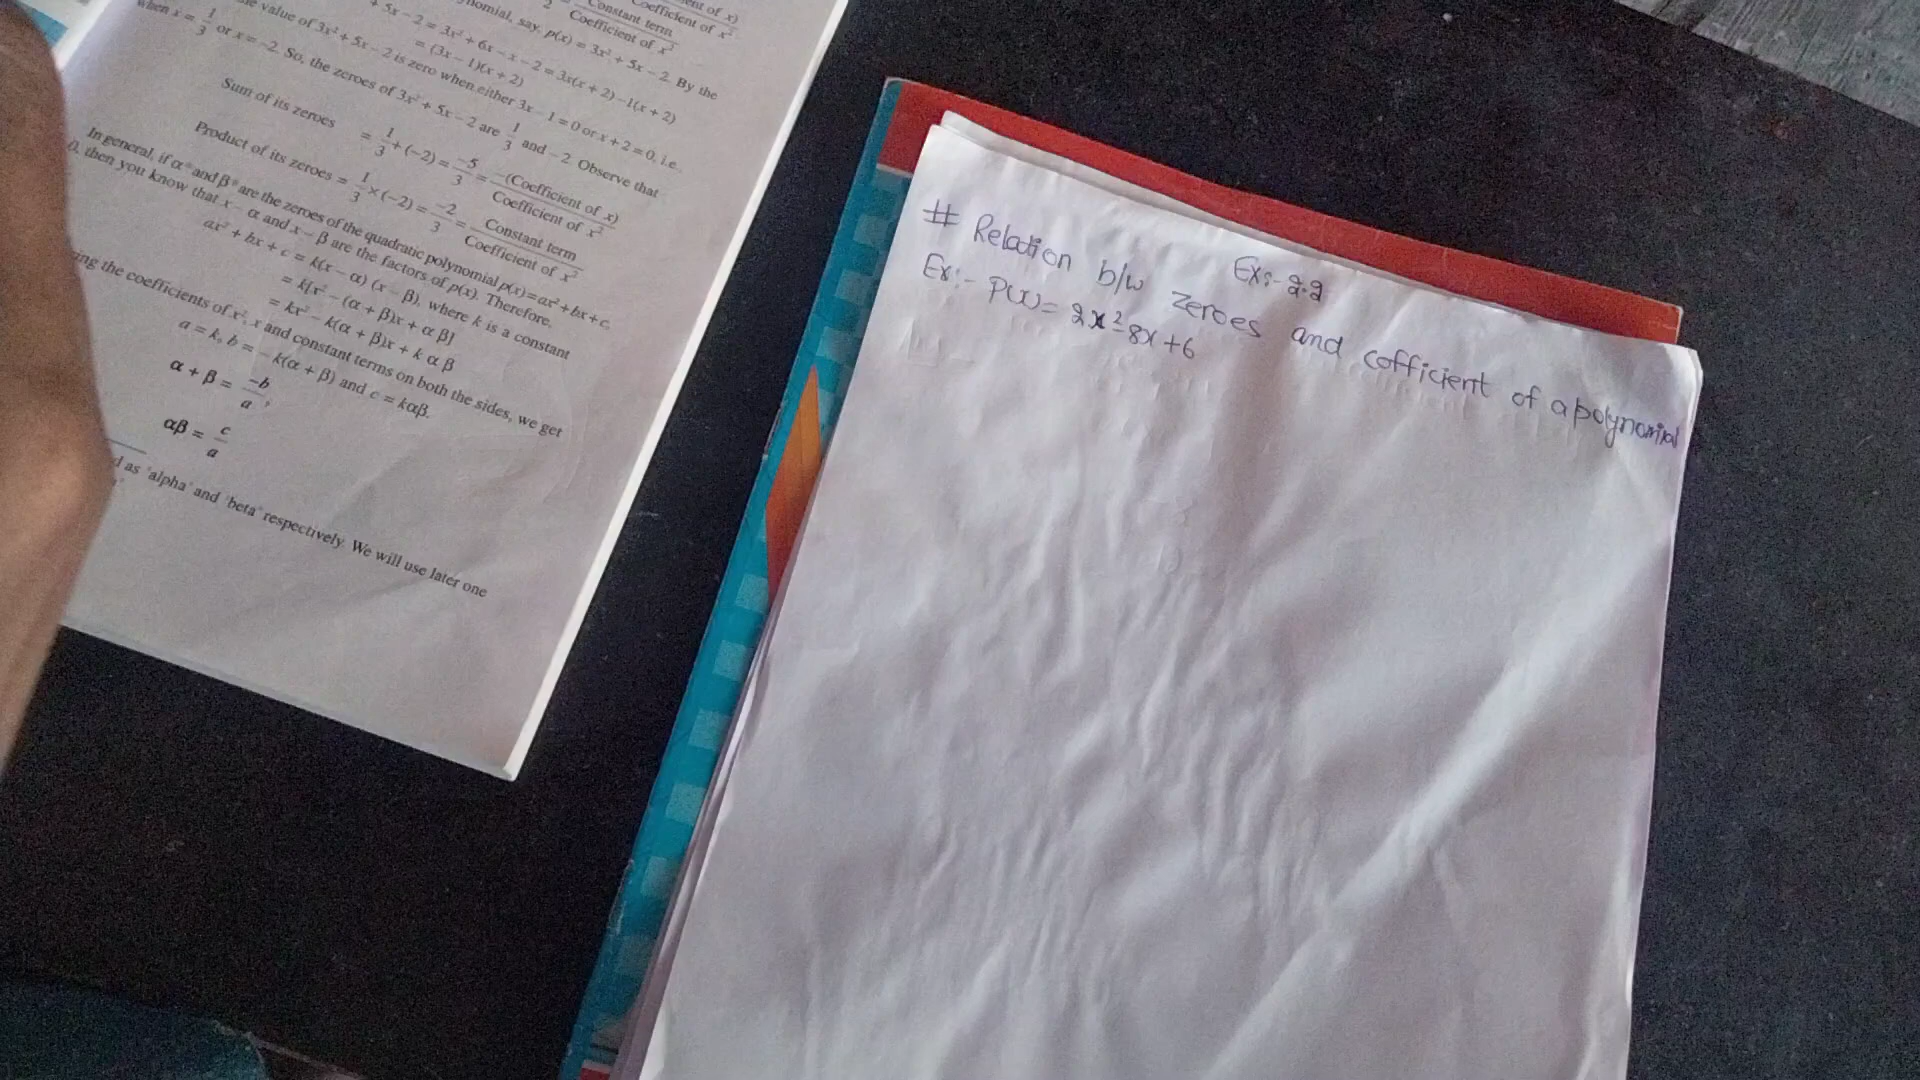 ent of x)
Coefficient of x²
Constant term
Coefficient of x²
nomial, say, p(x) = 3x² + 5x – 2. By the
+ 5x – 2 = 3x² + 6x – x – 2 = 3x(x + 2) –1(x + 2)
= (3x – 1)(x + 2)
value of 3x² + 5x – 2 is zero when either 3x – 1 = 0 or x + 2 = 0, i.e.,
when x = 1/3 or x = –2. So, the zeroes of 3x² + 5x – 2 are 1/3 and – 2. Observe that
Sum of its zeroes = 1/3 + (–2) = –5/3 = –(Coefficient of x)/Coefficient of x²
Product of its zeroes = 1/3 × (–2) = –2/3 = Constant term/Coefficient of x²
In general, if α* and β* are the zeroes of the quadratic polynomial p(x) = ax² + bx + c,
then you know that x – α and x – β are the factors of p(x). Therefore,
ax² + bx + c = k(x – α) (x – β), where k is a constant
= k[x² – (α + β)x + α β]
= kx² – k(α + β)x + k α β
ing the coefficients of x², x and constant terms on both the sides, we get
a = k, b = – k(α + β) and c = kαβ.
α + β = –b/a,
αβ = c/a
d as 'alpha' and 'beta' respectively. We will use later one
Ex:- 2.2
# Relation b/w zeroes and cofficient of a polynomial
Ex:- P(x) = 2x² - 8x + 6